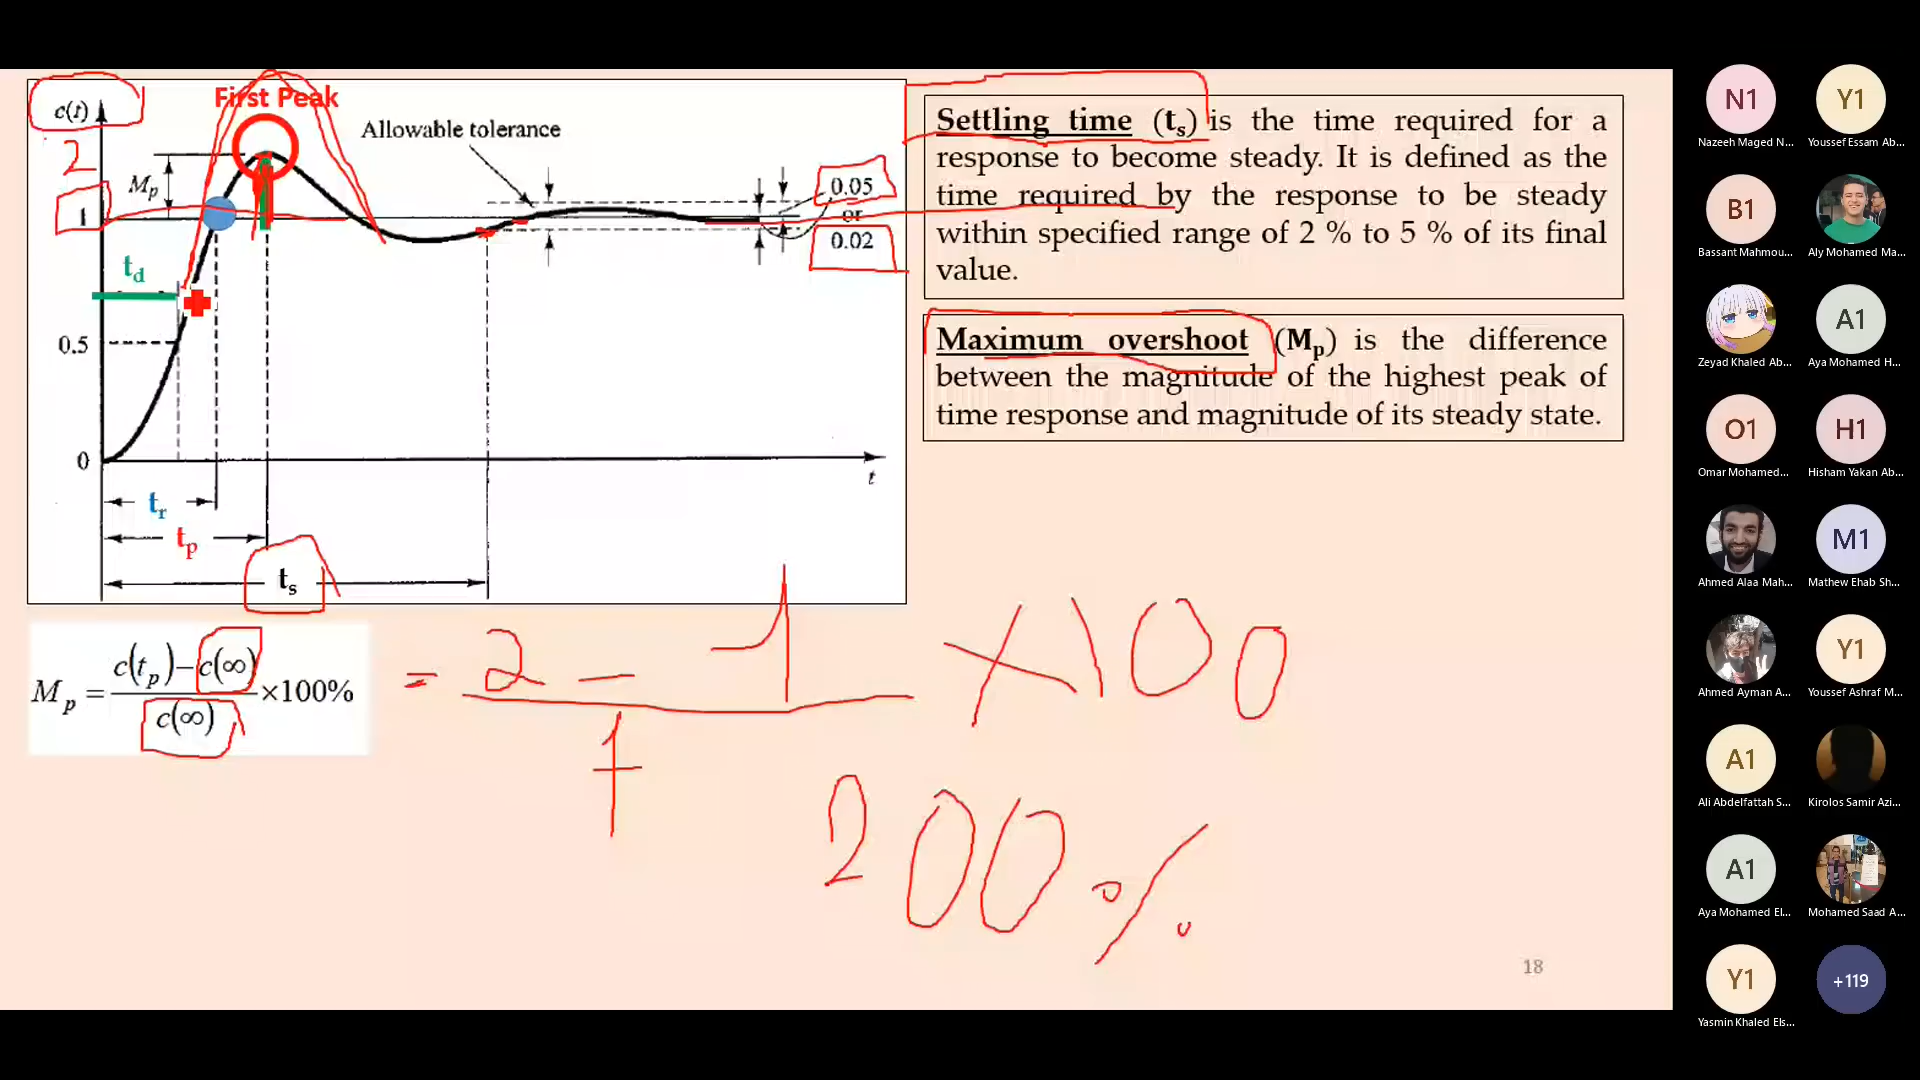 First Peak
c(t)
Allowable tolerance
2
Mp
0.05
1
or
0.02
td
0.5
0
t
tr
tp
ts
Settling time (ts) is the time required for a
response to become steady. It is defined as the
time required by the response to be steady
within specified range of 2 % to 5 % of its final
value.
Maximum overshoot (Mp) is the difference
between the magnitude of the highest peak of
time response and magnitude of its steady state.
Mp = c(tp)−c(∞) / c(∞) ×100%
= 2 − 1 / 1 ×100
200%
18
N1
Nazeeh Maged N...
Y1
Youssef Essam Ab...
B1
Bassant Mahmou...
Aly Mohamed Ma...
Zeyad Khaled Ab...
A1
Aya Mohamed H...
O1
Omar Mohamed...
H1
Hisham Yakan Ab...
Ahmed Alaa Mah...
M1
Mathew Ehab Sh...
Ahmed Ayman A...
Y1
Youssef Ashraf M...
A1
Ali Abdelfattah S...
Kirolos Samir Azi...
A1
Aya Mohamed El...
Mohamed Saad A...
Y1
Yasmin Khaled Els...
+119